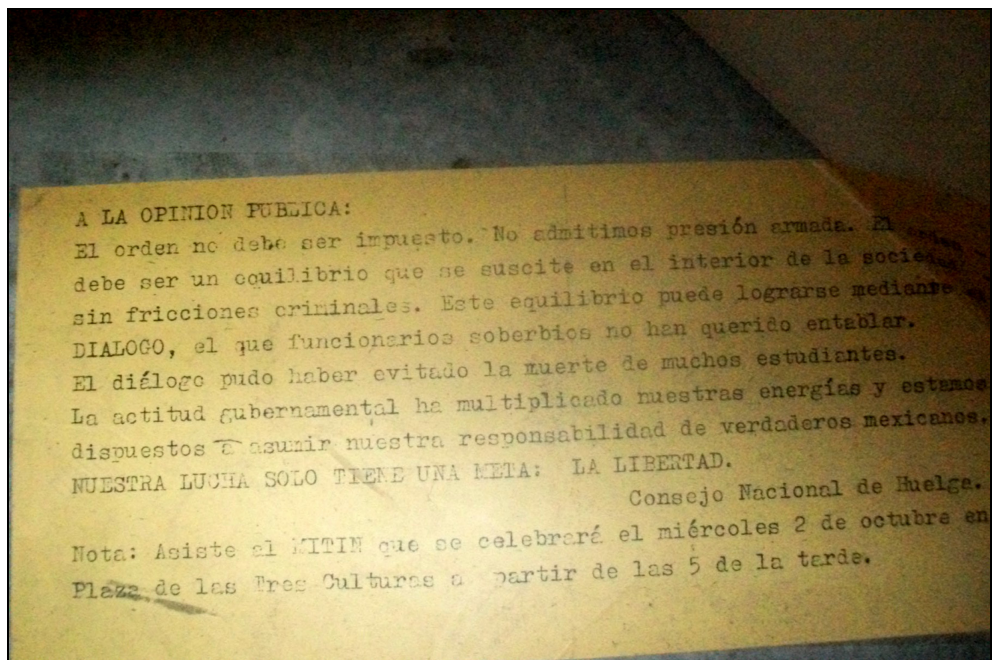 A LA OPINION PUBLICA:
El orden no debe ser impuesto. No admitimos presión armada. El orden
debe ser un equilibrio que se suscite en el interior de la sociedad
sin fricciones criminales. Este equilibrio puede lograrse mediante
DIALOGO, el que funcionarios soberbios no han querido entablar.
El diálogo pudo haber evitado la muerte de muchos estudiantes.
La actitud gubernamental ha multiplicado nuestras energías y estamos
dispuestos a asumir nuestra responsabilidad de verdaderos mexicanos.
NUESTRA LUCHA SOLO TIENE UNA META: LA LIBERTAD.
Consejo Nacional de Huelga.
Nota: Asiste al MITIN que se celebrará el miércoles 2 de octubre en
Plaza de las Tres Culturas a partir de las 5 de la tarde.